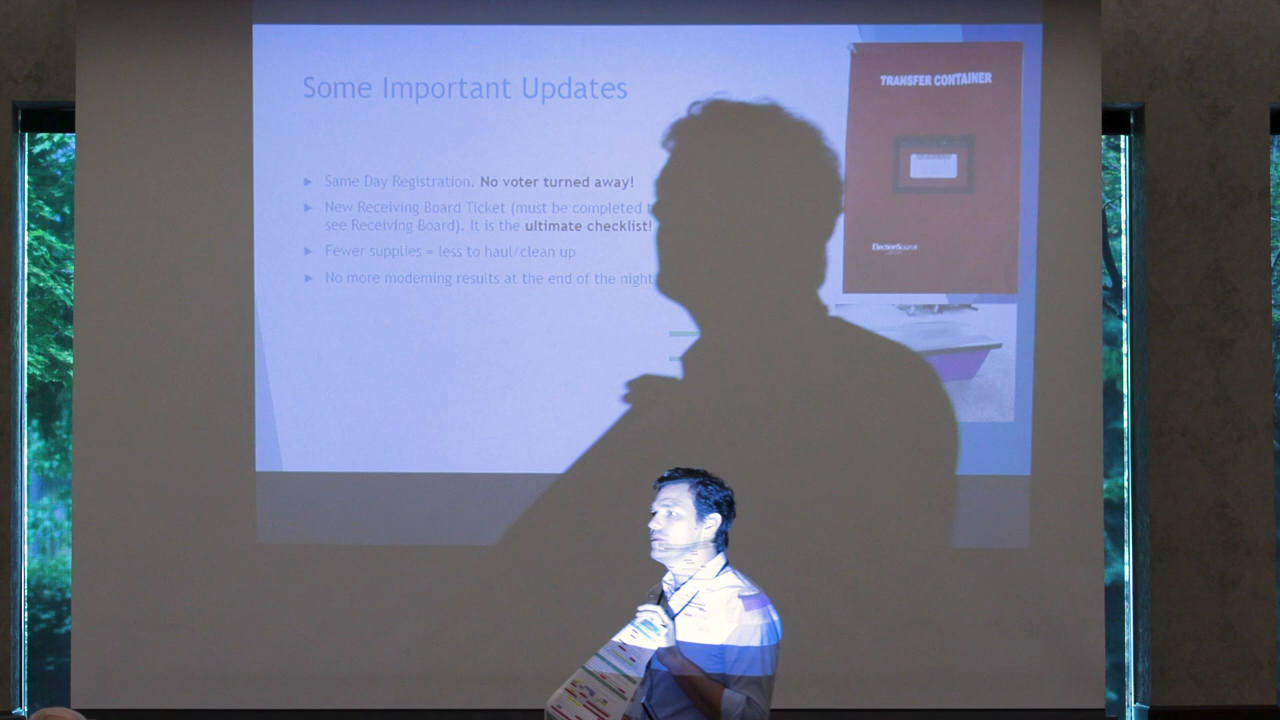 Some Important Updates
TRANSFER CONTAINER
► Same Day Registration. No voter turned away!
► New Receiving Board Ticket (must be completed
see Receiving Board). It is the ultimate checklist!
► Fewer supplies = less to haul/clean up
► No more modeming results at the end of the night
ElectionSource